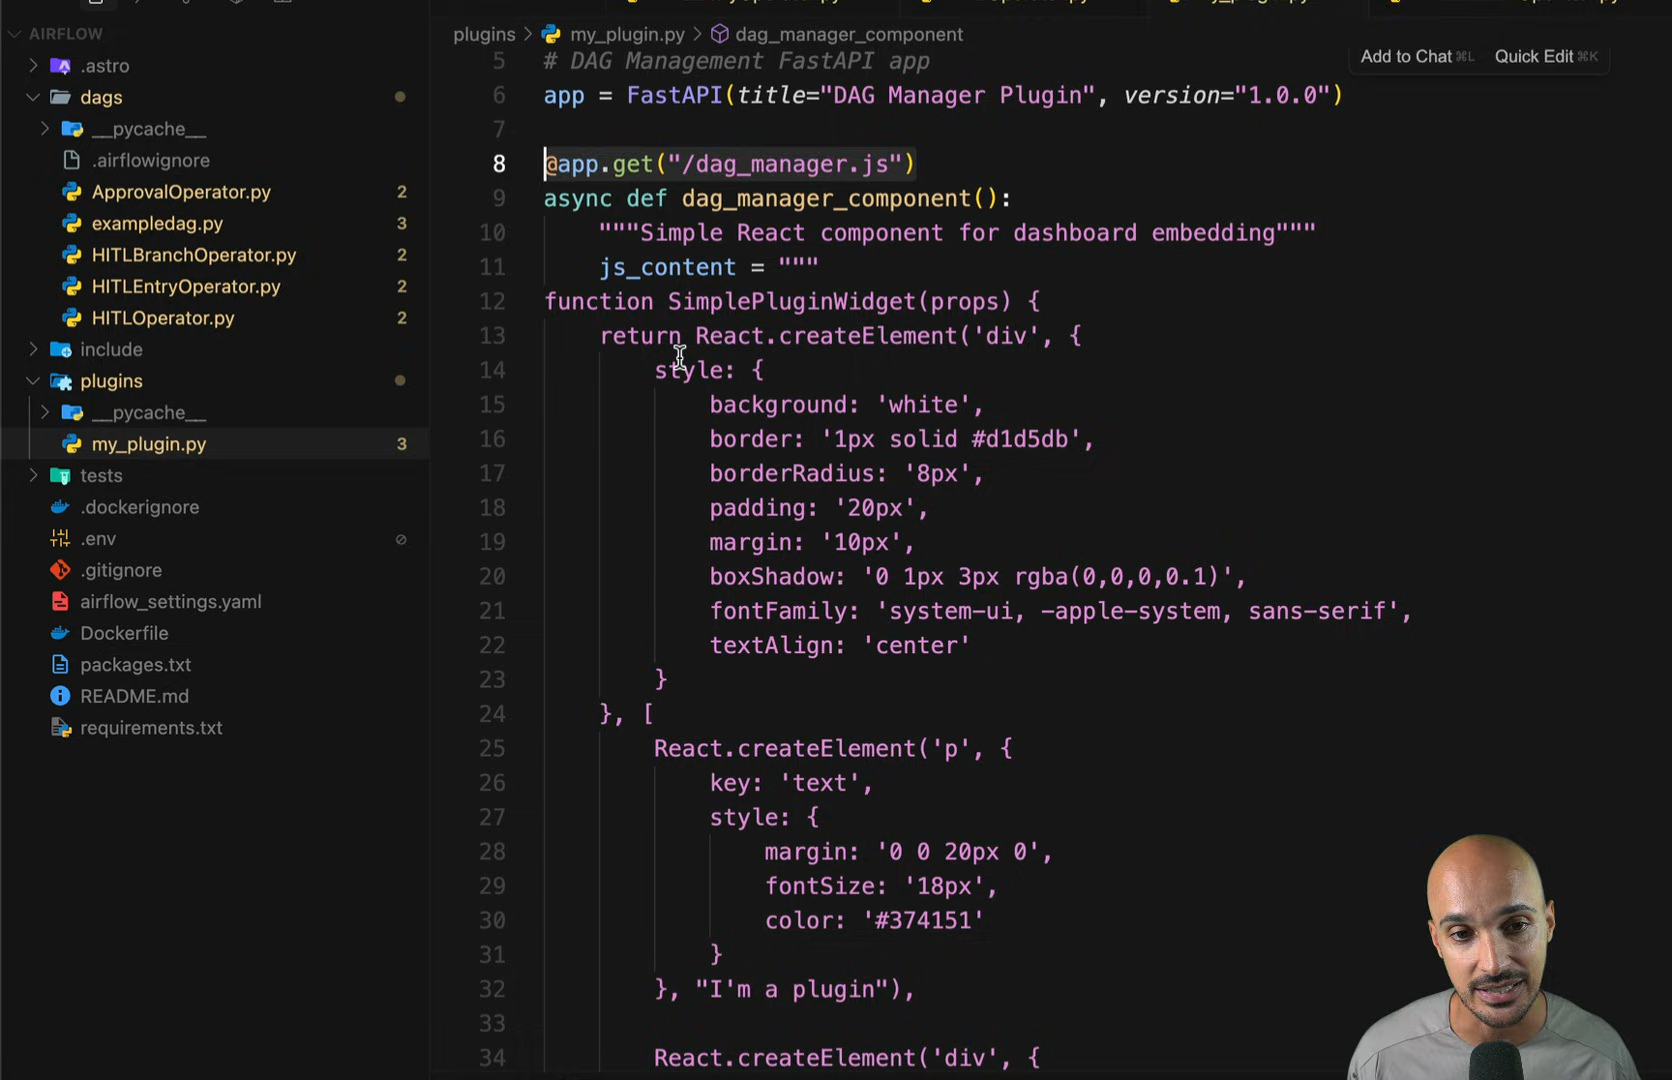 AIRFLOW
.astro
dags
__pycache__
.airflowignore
ApprovalOperator.py 2
exampledag.py 3
HITLBranchOperator.py 2
HITLEntryOperator.py 2
HITLOperator.py 2
include
plugins
__pycache__
my_plugin.py 3
tests
.dockerignore
.env
.gitignore
airflow_settings.yaml
Dockerfile
packages.txt
README.md
requirements.txt
plugins > my_plugin.py > dag_manager_component
Add to Chat ⌘L Quick Edit ⌘K
5 # DAG Management FastAPI app
6 app = FastAPI(title="DAG Manager Plugin", version="1.0.0")
7
8 @app.get("/dag_manager.js")
9 async def dag_manager_component():
10 """Simple React component for dashboard embedding"""
11 js_content = """
12 function SimplePluginWidget(props) {
13 return React.createElement('div', {
14 style: {
15 background: 'white',
16 border: '1px solid #d1d5db',
17 borderRadius: '8px',
18 padding: '20px',
19 margin: '10px',
20 boxShadow: '0 1px 3px rgba(0,0,0,0.1)',
21 fontFamily: 'system-ui, -apple-system, sans-serif',
22 textAlign: 'center'
23 }
24 }, [
25 React.createElement('p', {
26 key: 'text',
27 style: {
28 margin: '0 0 20px 0',
29 fontSize: '18px',
30 color: '#374151'
31 }
32 }, "I'm a plugin"),
33
34 React.createElement('div', {